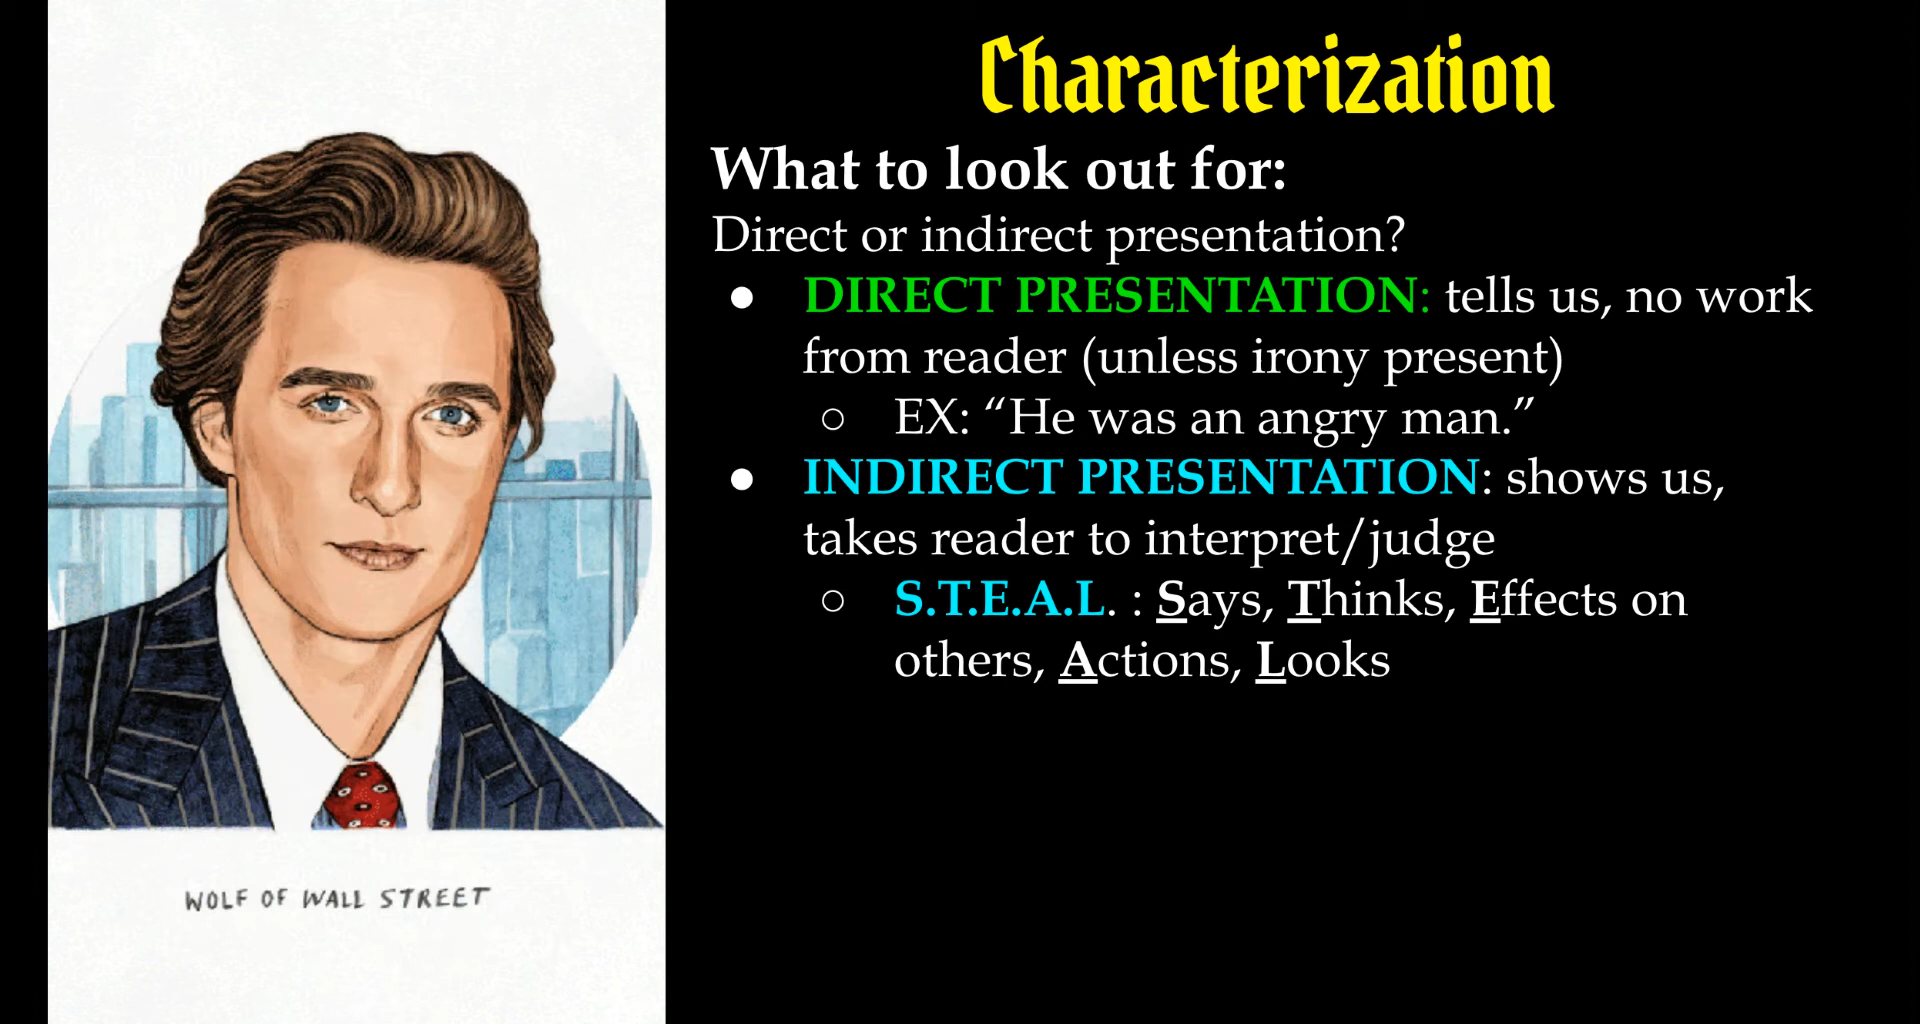 Characterization
What to look out for:
Direct or indirect presentation?
● DIRECT PRESENTATION: tells us, no work
from reader (unless irony present)
○ EX: “He was an angry man.”
● INDIRECT PRESENTATION: shows us,
takes reader to interpret/judge
○ S.T.E.A.L. : Says, Thinks, Effects on
others, Actions, Looks
WOLF OF WALL STREET